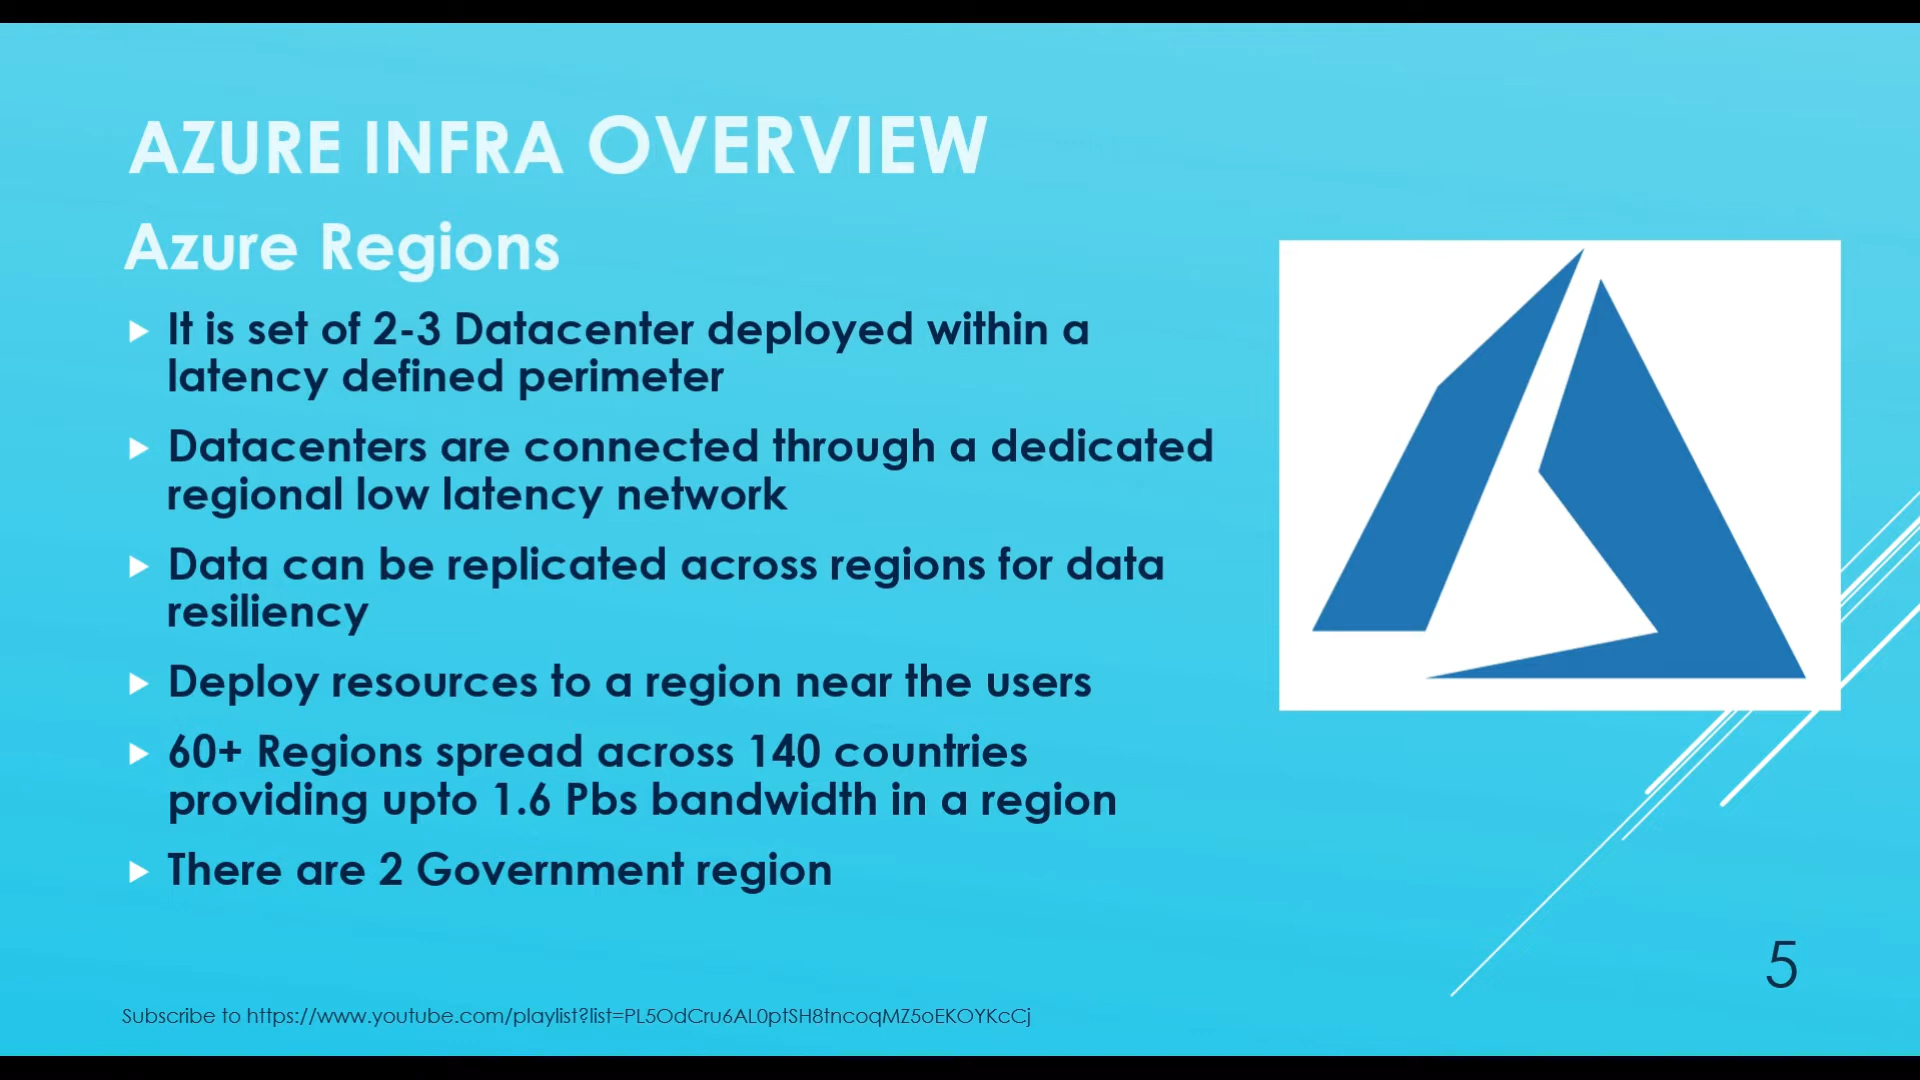 AZURE INFRA OVERVIEW
Azure Regions
It is set of 2-3 Datacenter deployed within a
latency defined perimeter
Datacenters are connected through a dedicated
regional low latency network
Data can be replicated across regions for data
resiliency
Deploy resources to a region near the users
60+ Regions spread across 140 countries
providing upto 1.6 Pbs bandwidth in a region
There are 2 Government region
5
Subscribe to https://www.youtube.com/playlist?list=PL5OdCru6AL0ptSH8tncoqMZ5oEKOYKcCj